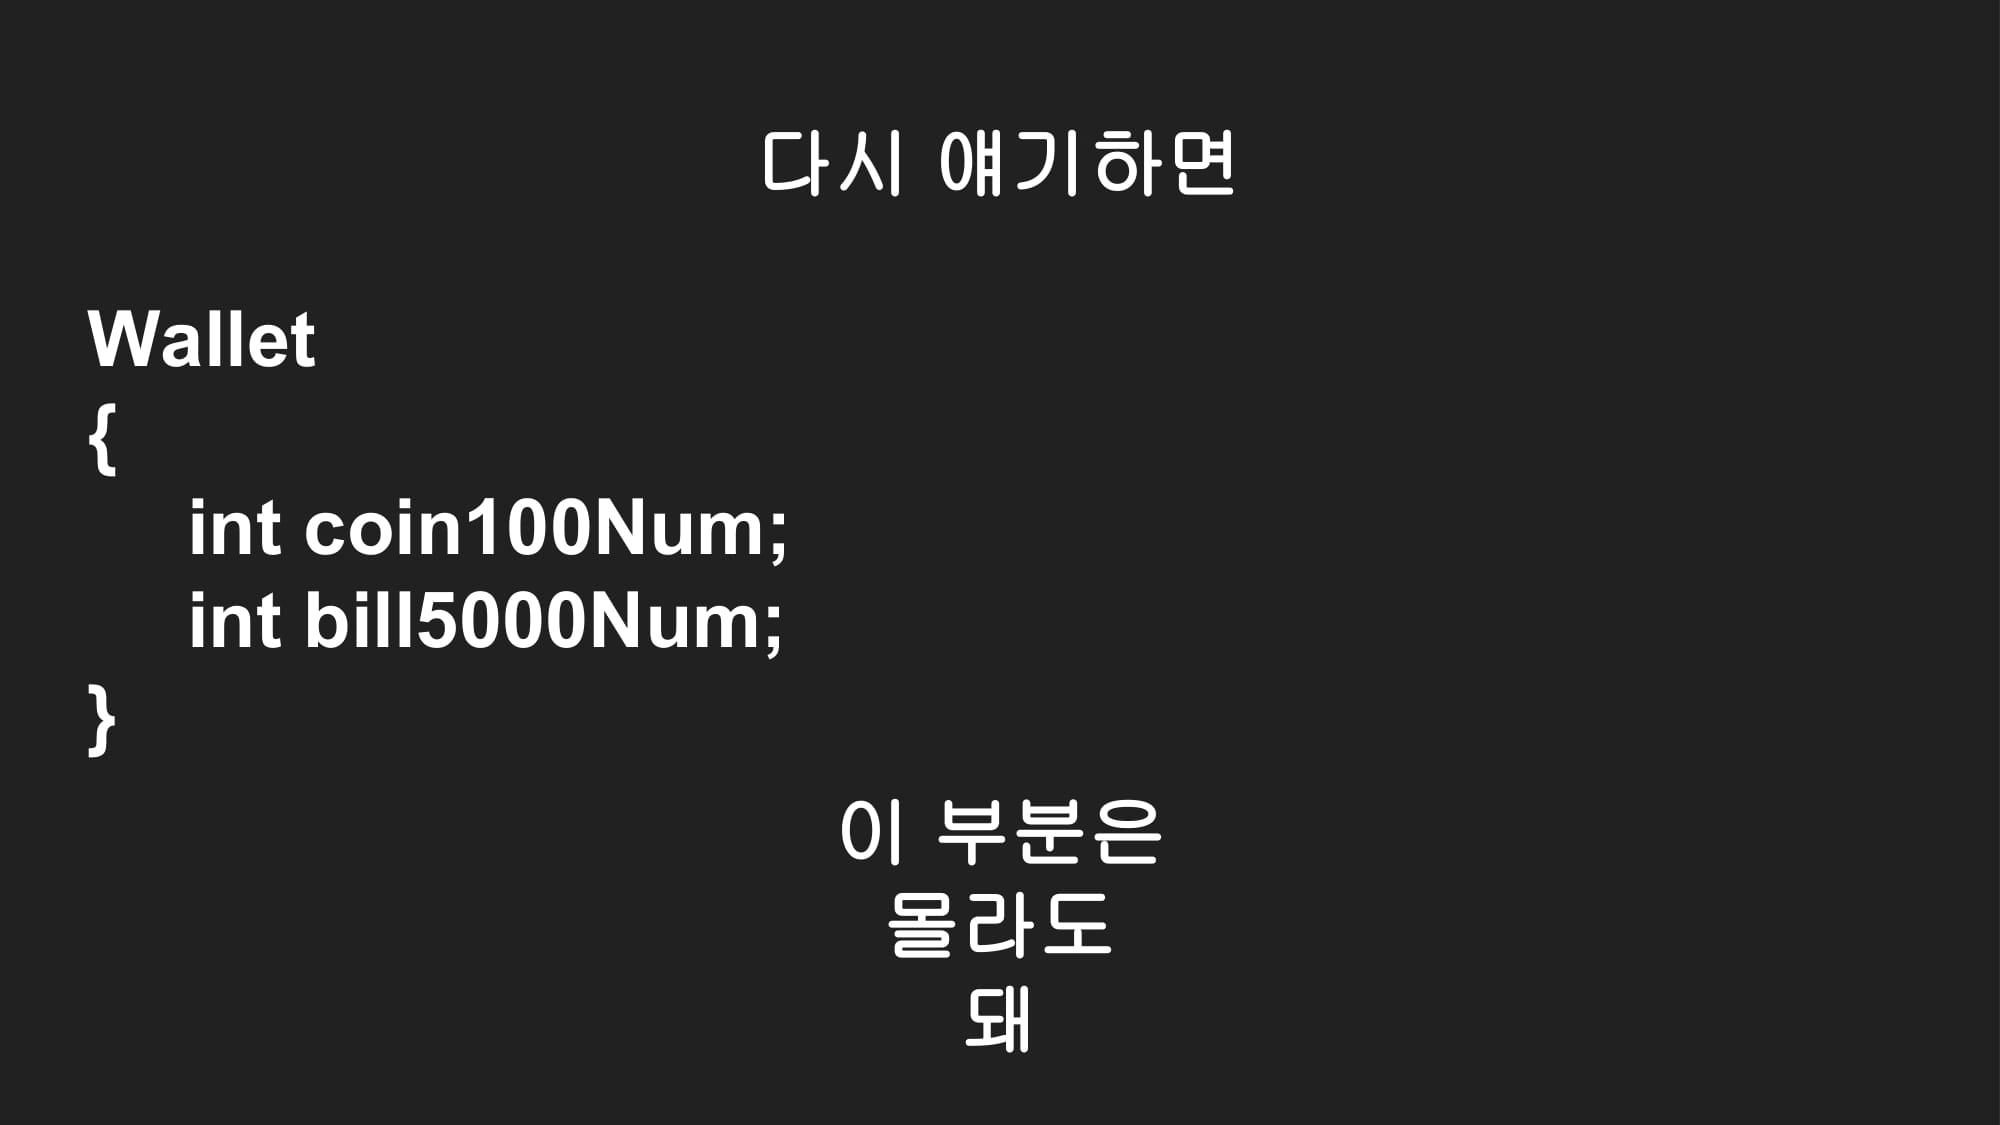 다시 얘기하면
Wallet
{
int coin100Num;
int bill5000Num;
}
이 부분은
몰라도
돼